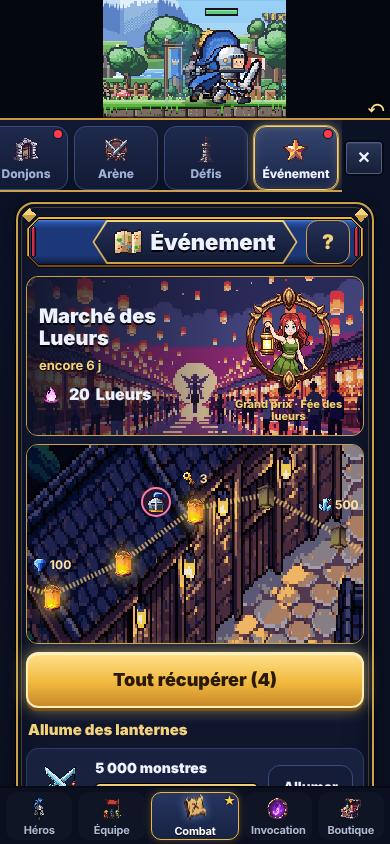 Donjons
Arène
Défis
Événement
×
Événement
?
Marché des
Lueurs
encore 6 j
20 Lueurs
Grand prix · Fée des
lueurs
3
500
100
Tout récupérer (4)
Allume des lanternes
5 000 monstres
Allumer
Héros
Équipe
Combat
Invocation
Boutique